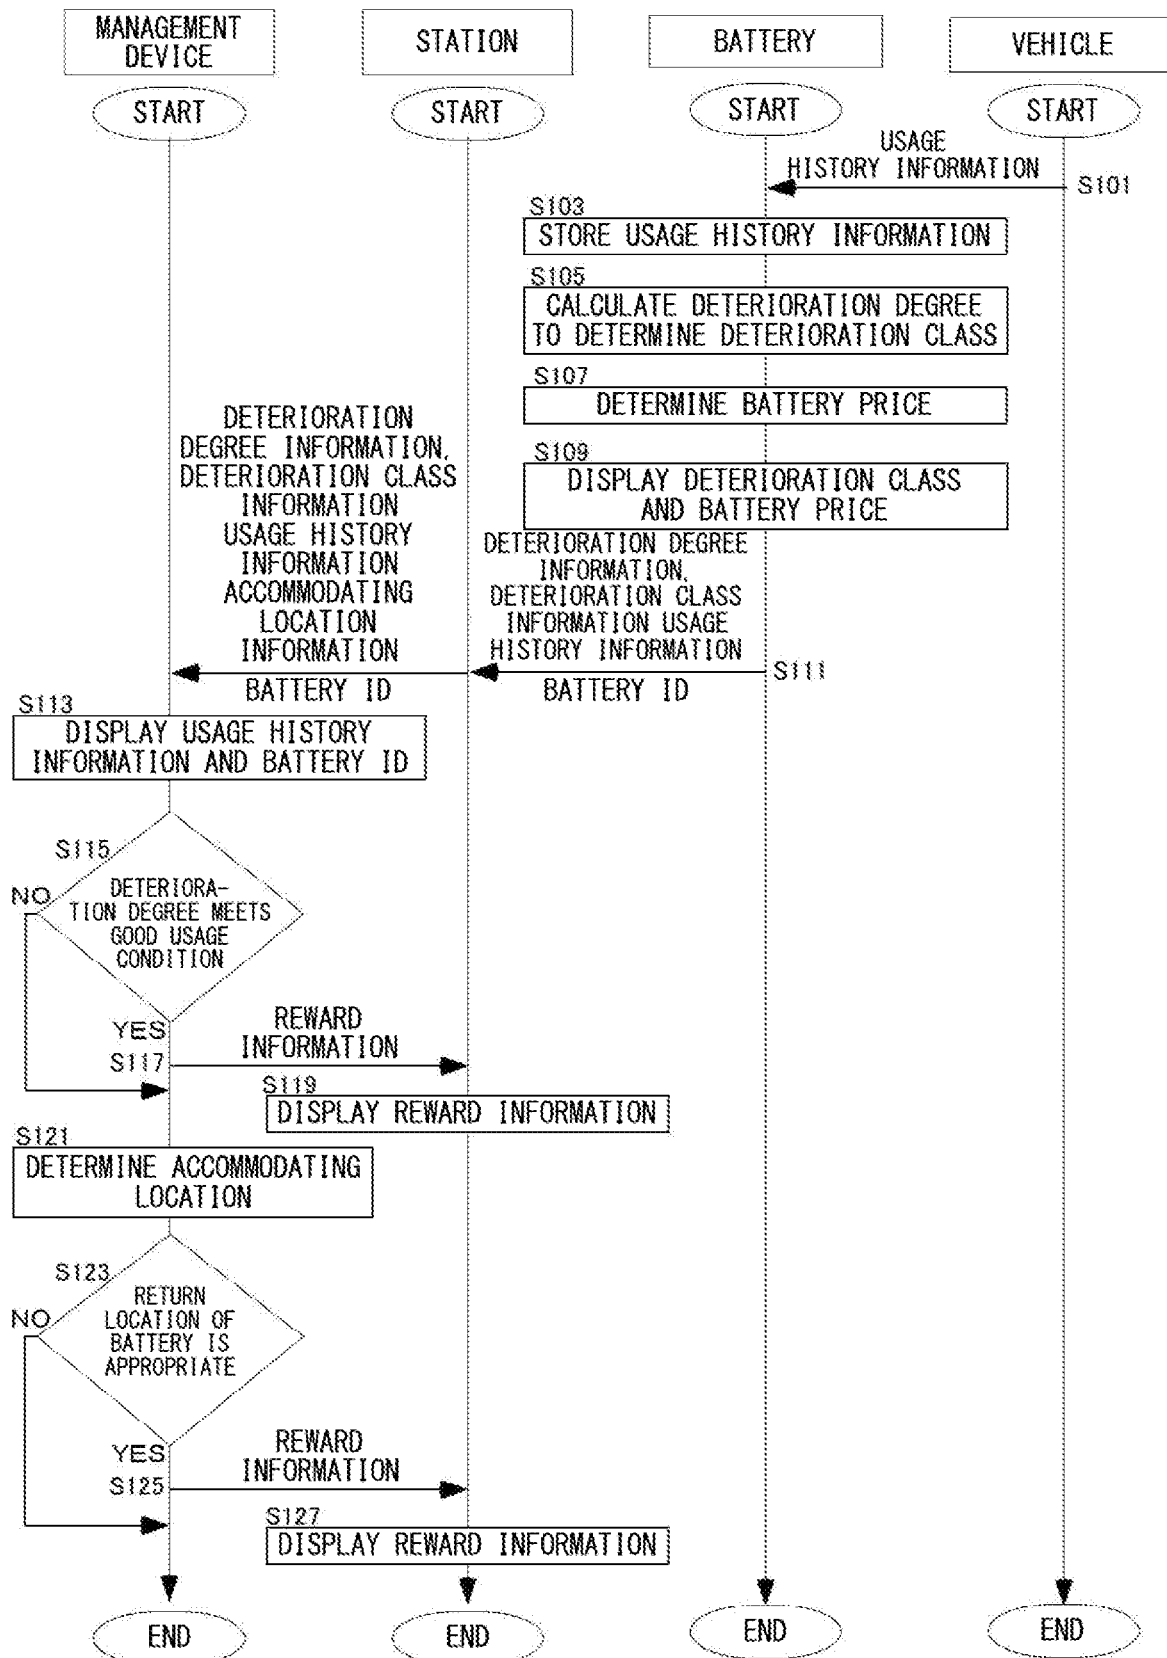 MANAGEMENT
DEVICE
STATION
BATTERY
VEHICLE
START
START
START
START
USAGE
HISTORY INFORMATION
S101
S103
STORE USAGE HISTORY INFORMATION
S105
CALCULATE DETERIORATION DEGREE
TO DETERMINE DETERIORATION CLASS
S107
DETERMINE BATTERY PRICE
S109
DISPLAY DETERIORATION CLASS
AND BATTERY PRICE
DETERIORATION
DEGREE INFORMATION,
DETERIORATION CLASS
INFORMATION
USAGE HISTORY
INFORMATION
ACCOMMODATING
LOCATION
INFORMATION
BATTERY ID
DETERIORATION DEGREE
INFORMATION,
DETERIORATION CLASS
INFORMATION USAGE
HISTORY INFORMATION
BATTERY ID
S111
S113
DISPLAY USAGE HISTORY
INFORMATION AND BATTERY ID
S115
NO
DETERIORA-
TION DEGREE MEETS
GOOD USAGE
CONDITION
YES
REWARD
INFORMATION
S117
S119
DISPLAY REWARD INFORMATION
S121
DETERMINE ACCOMMODATING
LOCATION
S123
NO
RETURN
LOCATION OF
BATTERY IS
APPROPRIATE
YES
REWARD
INFORMATION
S125
S127
DISPLAY REWARD INFORMATION
END
END
END
END